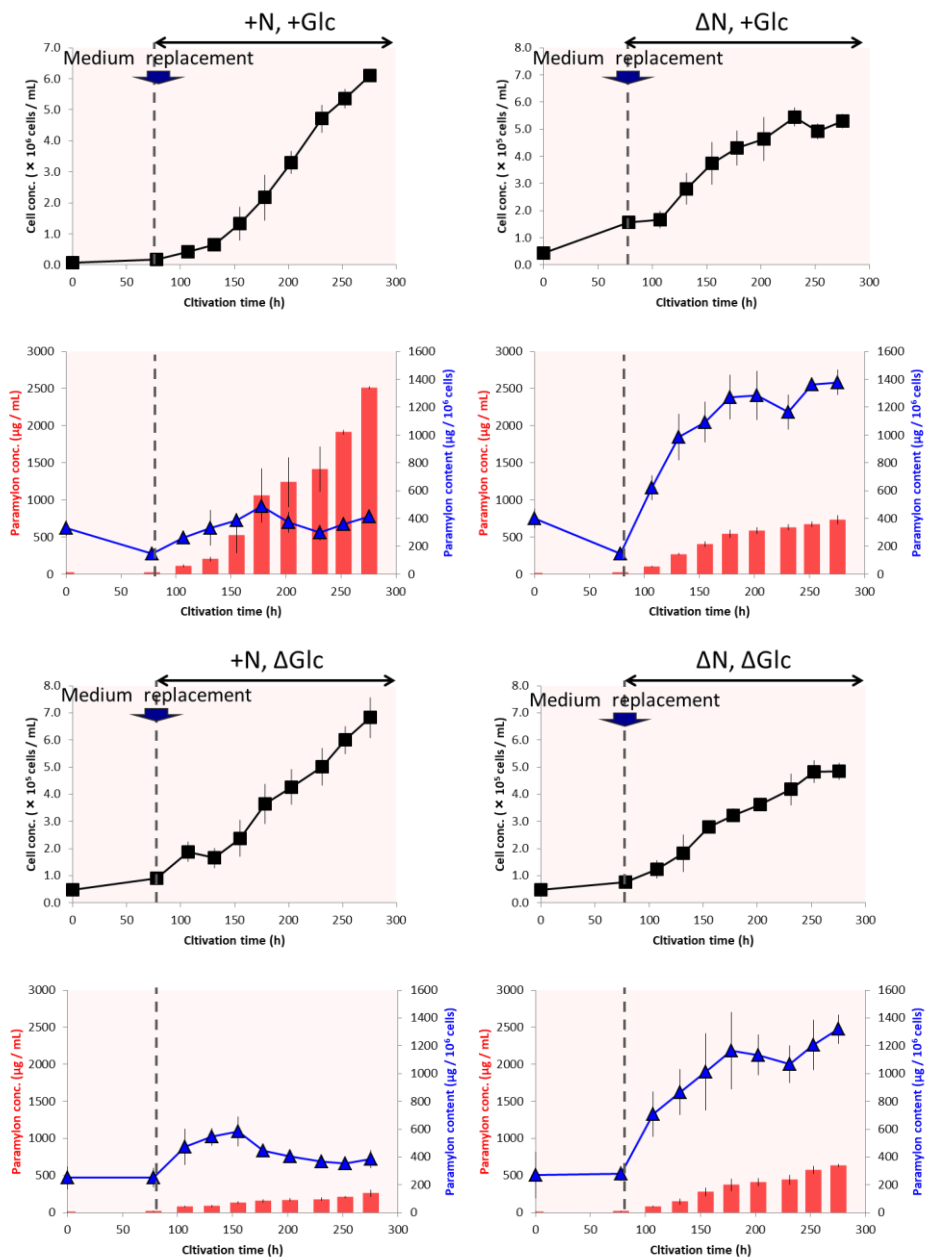 +N, +Glc
Medium replacement
7.0
6.0
5.0
4.0
3.0
2.0
1.0
0.0
Cell conc. ( × 10⁶ cells / mL)
0 50 100 150 200 250 300
Cltivation time (h)
ΔN, +Glc
Medium replacement
8.0
7.0
6.0
5.0
4.0
3.0
2.0
1.0
0.0
Cell conc. ( × 10⁵ cells / mL)
0 50 100 150 200 250 300
Cltivation time (h)
3000
2500
2000
1500
1000
500
0
Paramylon conc. (μg / mL)
1600
1400
1200
1000
800
600
400
200
0
Paramylon content (μg / 10⁶ cells)
0 50 100 150 200 250 300
Cltivation time (h)
3000
2500
2000
1500
1000
500
0
Paramylon conc. (μg / mL)
1600
1400
1200
1000
800
600
400
200
0
Paramylon content (μg / 10⁶ cells)
0 50 100 150 200 250 300
Cltivation time (h)
+N, ΔGlc
Medium replacement
8.0
7.0
6.0
5.0
4.0
3.0
2.0
1.0
0.0
Cell conc. ( × 10⁵ cells / mL)
0 50 100 150 200 250 300
Cltivation time (h)
ΔN, ΔGlc
Medium replacement
8.0
7.0
6.0
5.0
4.0
3.0
2.0
1.0
0.0
Cell conc. ( × 10⁵ cells / mL)
0 50 100 150 200 250 300
Cltivation time (h)
3000
2500
2000
1500
1000
500
0
Paramylon conc. (μg / mL)
1600
1400
1200
1000
800
600
400
200
0
Paramylon content (μg / 10⁶ cells)
0 50 100 150 200 250 300
Cltivation time (h)
3000
2500
2000
1500
1000
500
0
Paramylon conc. (μg / mL)
1600
1400
1200
1000
800
600
400
200
0
Paramylon content (μg / 10⁶ cells)
0 50 100 150 200 250 300
Cltivation time (h)